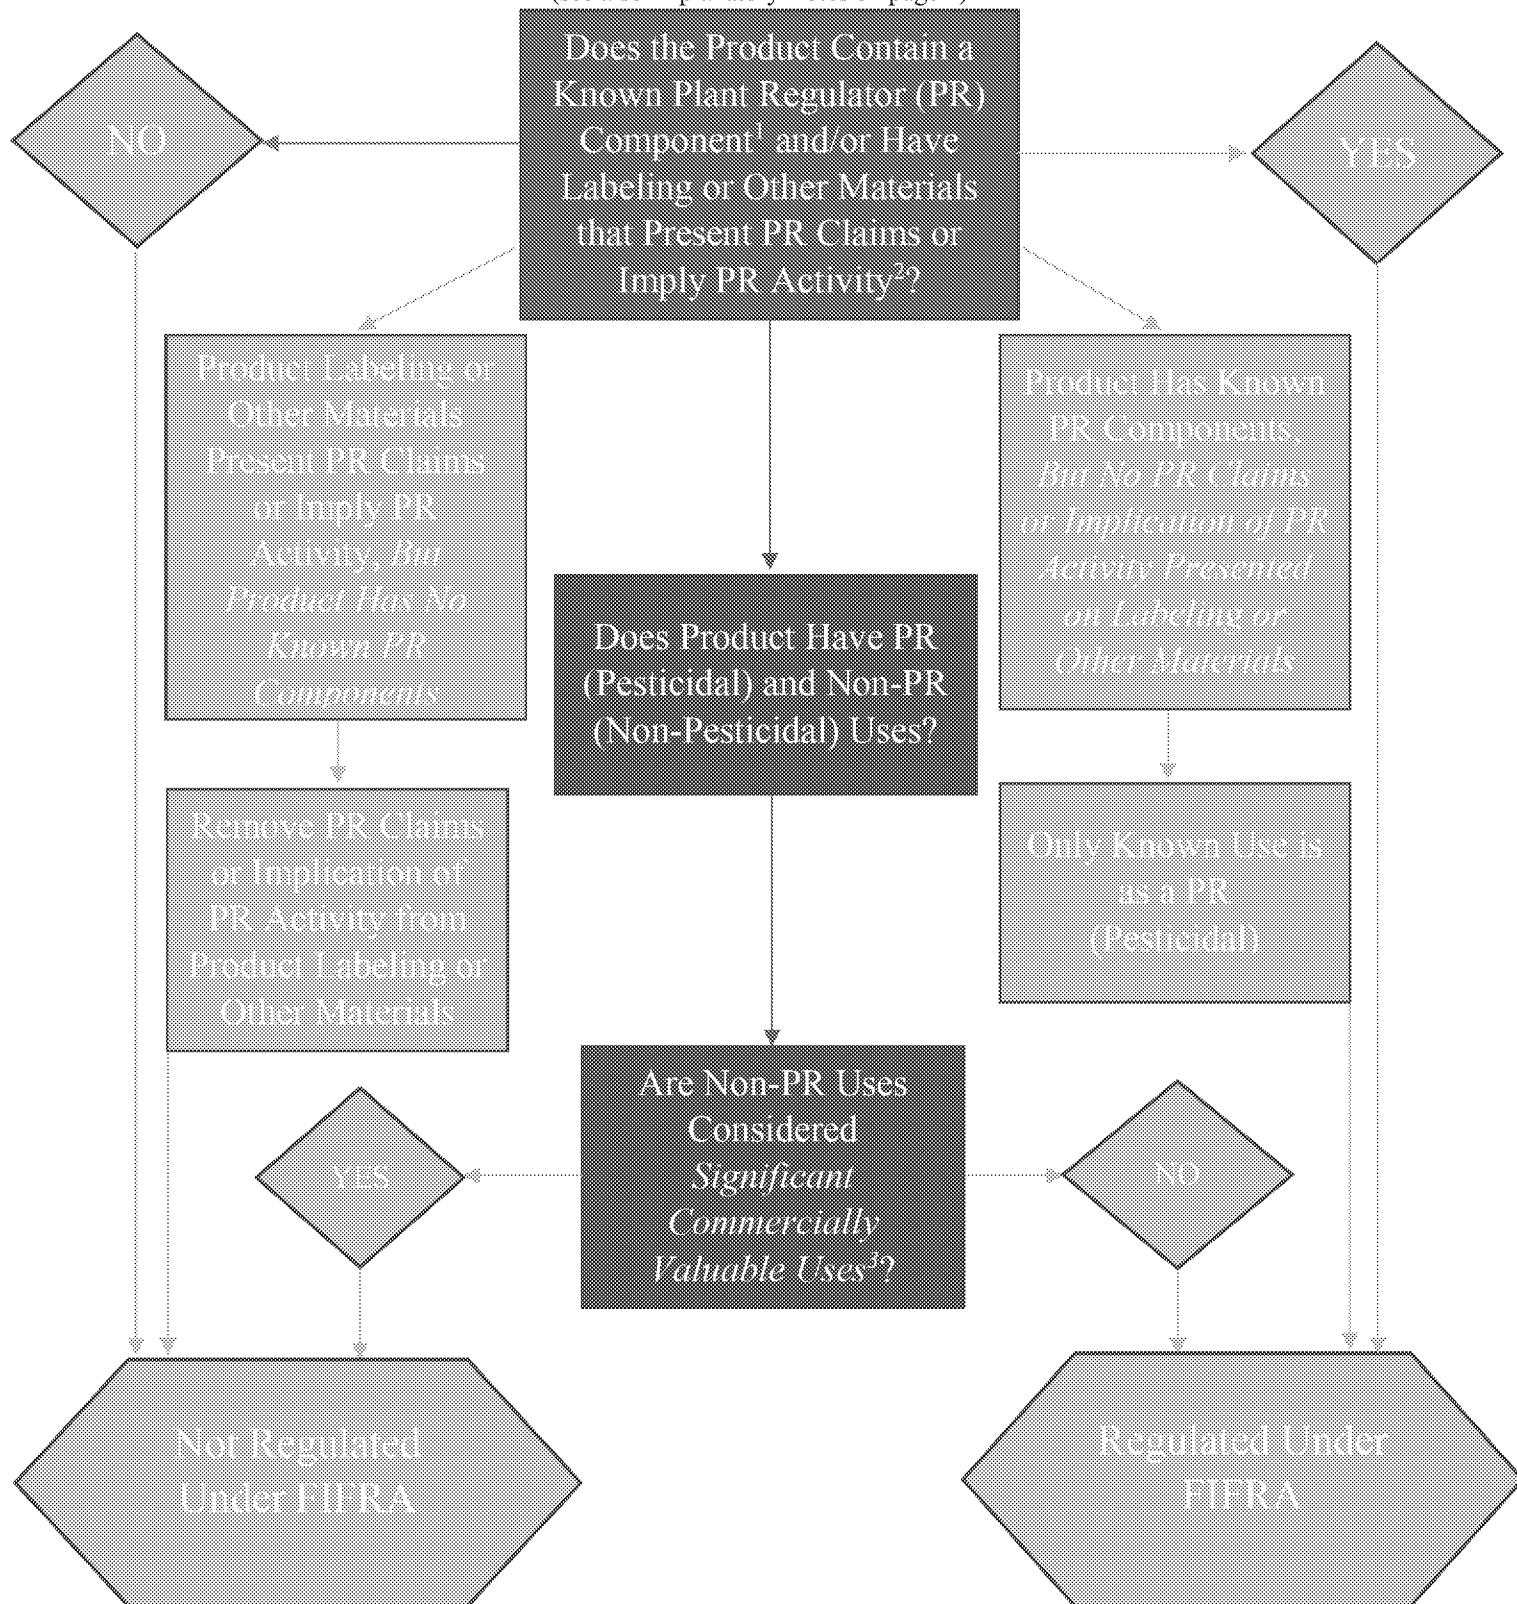 Does the Product Contain a
Known Plant Regulator (PR)
Component¹ and/or Have
Labeling or Other Materials
that Present PR Claims or
Imply PR Activity²?
NO
YES
Product Labeling or
Other Materials
Present PR Claims
or Imply PR
Activity, But
Product Has No
Known PR
Components
Product Has Known
PR Components,
But No PR Claims
or Implication of PR
Activity Presented
on Labeling or
Other Materials
Does Product Have PR
(Pesticidal) and Non-PR
(Non-Pesticidal) Uses?
Remove PR Claims
or Implication of
PR Activity from
Product Labeling or
Other Materials
Only Known Use is
as a PR
(Pesticidal)
Are Non-PR Uses
Considered
Significant
Commercially
Valuable Uses³?
YES
NO
Not Regulated
Under FIFRA
Regulated Under
FIFRA